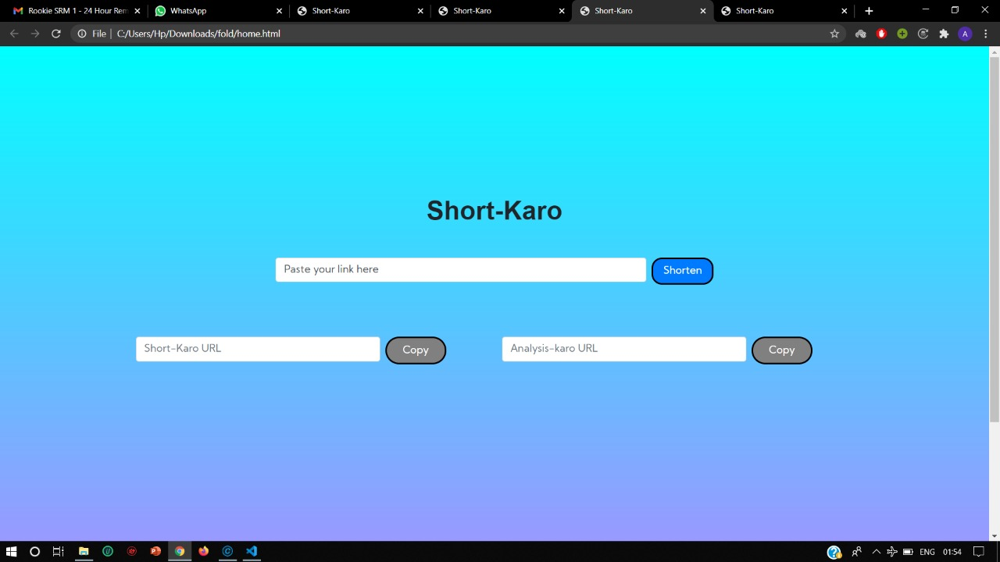 Rookie SRM 1 - 24 Hour Rem
WhatsApp
Short-Karo
Short-Karo
Short-Karo
Short-Karo
File | C:/Users/Hp/Downloads/fold/home.html
A
Short-Karo
Paste your link here
Shorten
Short-Karo URL
Copy
Analysis-karo URL
Copy
ENG
01:54